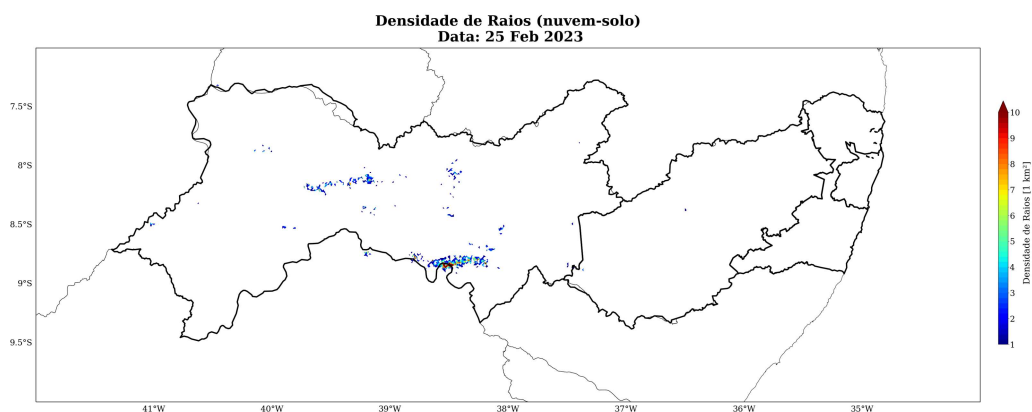 Densidade de Raios (nuvem-solo)
Data: 25 Feb 2023
7.5°S
8°S
8.5°S
9°S
9.5°S
41°W
40°W
39°W
38°W
37°W
36°W
35°W
10
9
8
7
6
5
4
3
2
1
Densidade de Raios [1 km²]